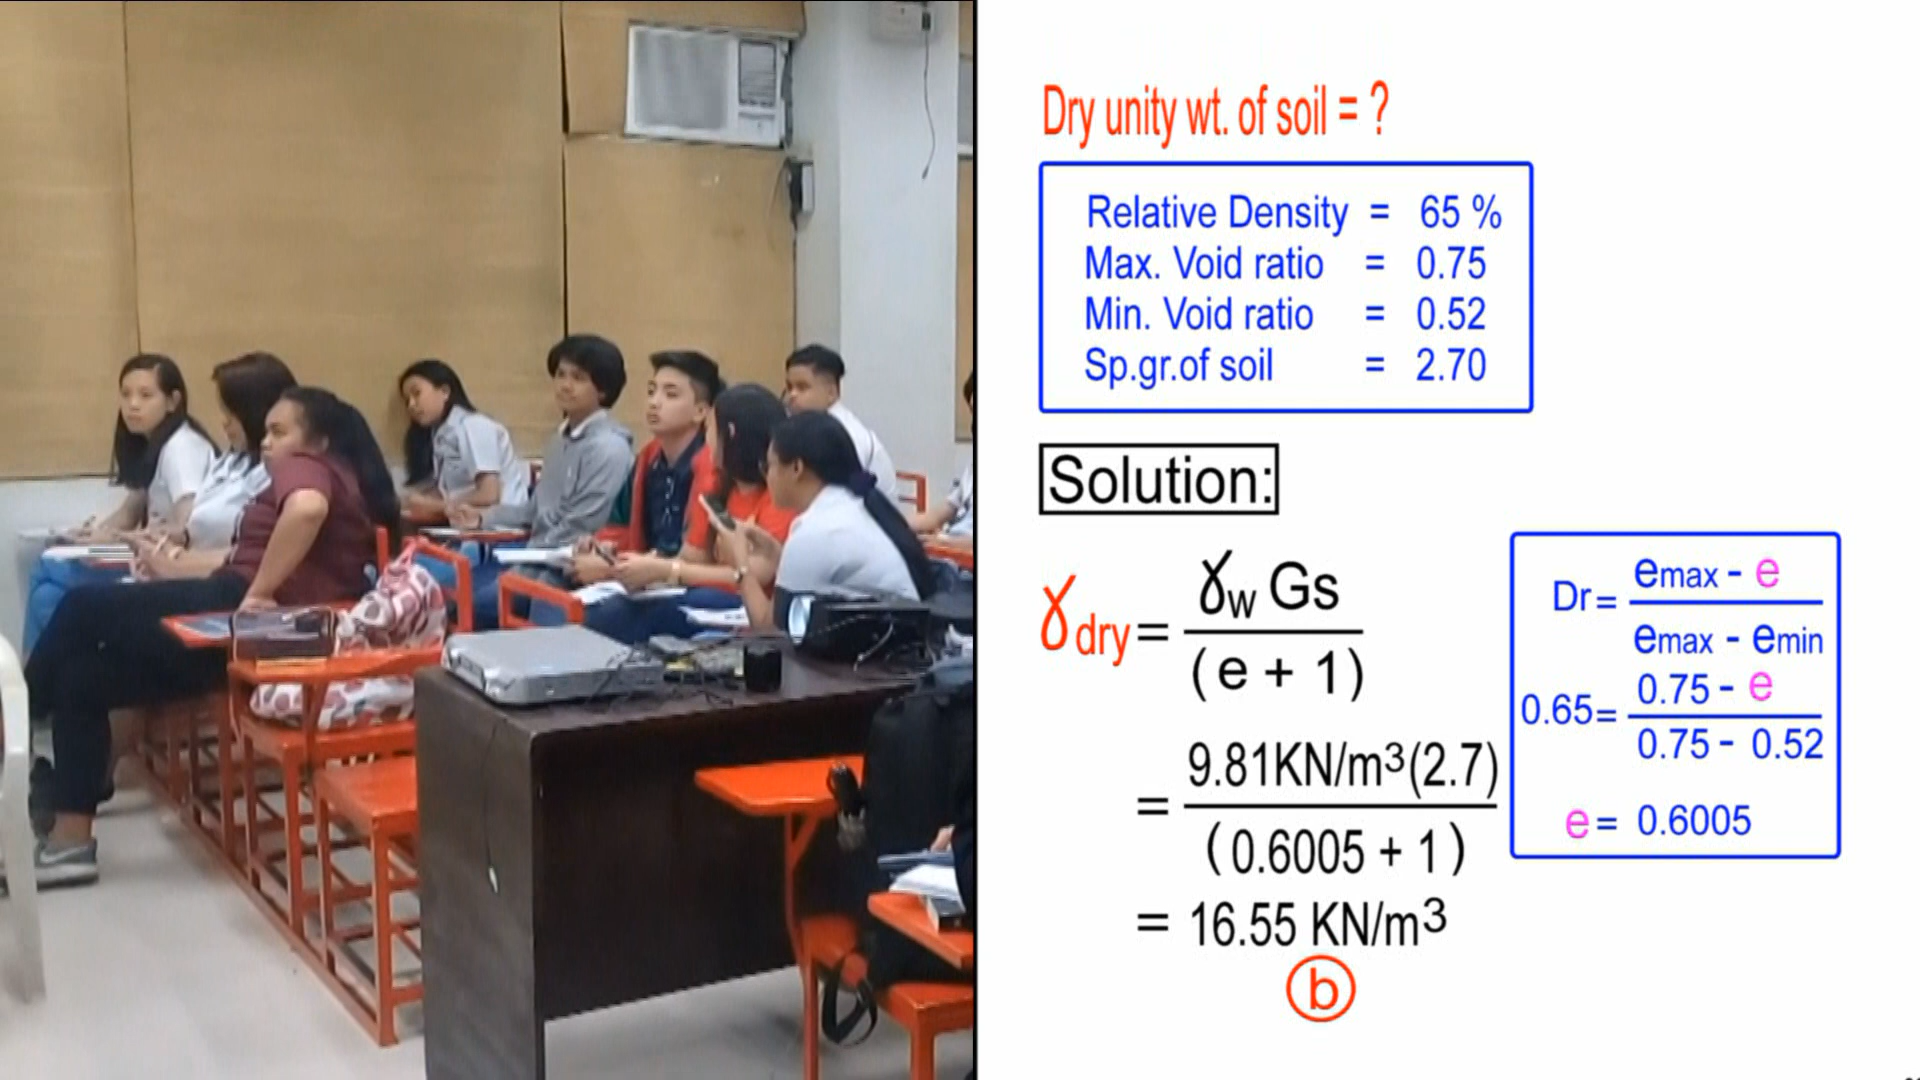 Dry unity wt. of soil = ?
Relative Density = 65 %
Max. Void ratio = 0.75
Min. Void ratio = 0.52
Sp.gr.of soil = 2.70
Solution:
ɣdry = ɣw Gs / ( e + 1 )
= 9.81KN/m³(2.7) / ( 0.6005 + 1 )
= 16.55 KN/m³
b
Dr = emax - e / emax - emin
0.65 = 0.75 - e / 0.75 - 0.52
e = 0.6005